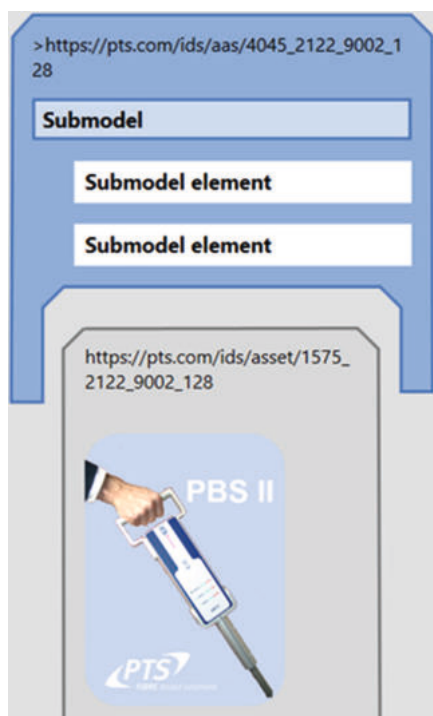 >https://pts.com/ids/aas/4045_2122_9002_1
28
Submodel
Submodel element
Submodel element
https://pts.com/ids/asset/1575_
2122_9002_128
PBS II
PTS